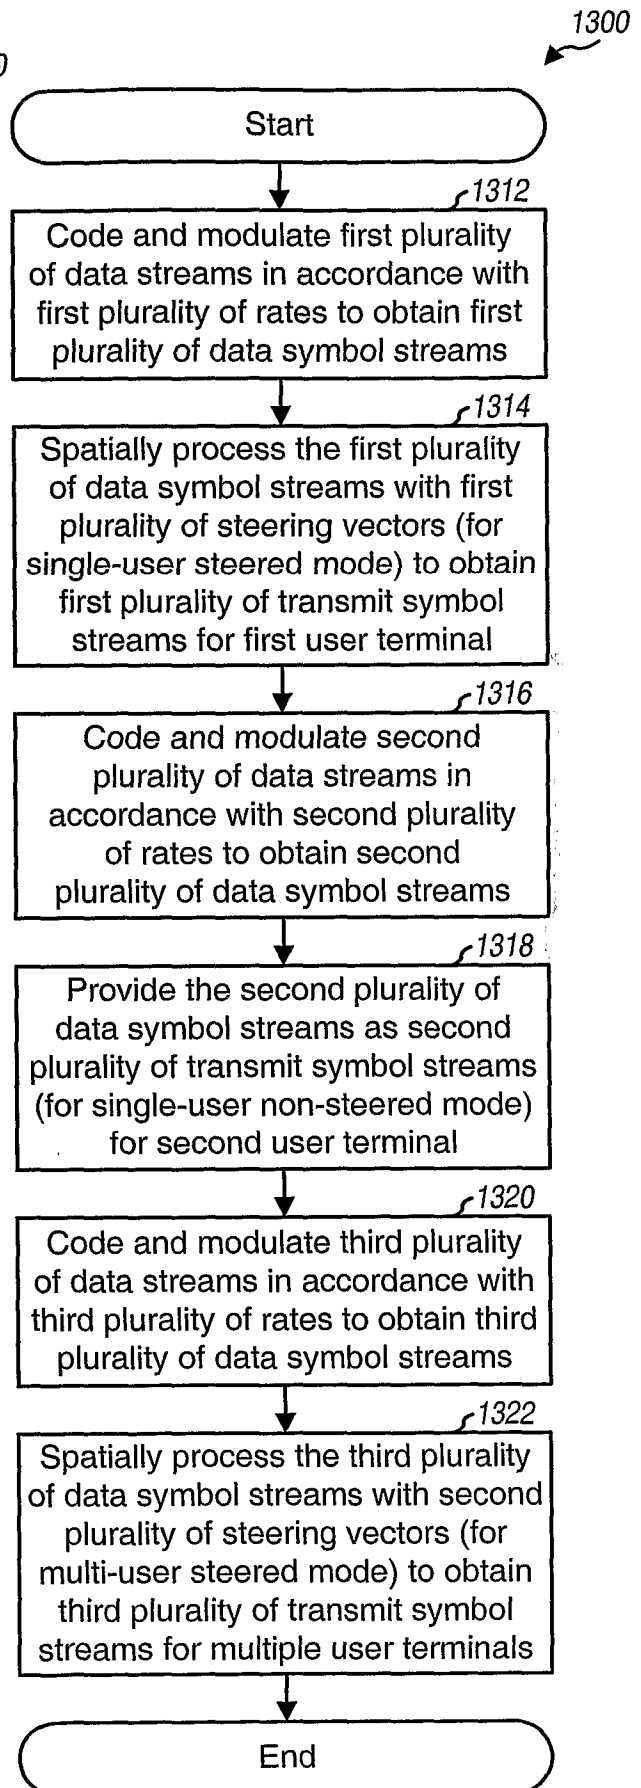 1300
0
Start
1312
Code and modulate first plurality
of data streams in accordance with
first plurality of rates to obtain first
plurality of data symbol streams
1314
Spatially process the first plurality
of data symbol streams with first
plurality of steering vectors (for
single-user steered mode) to obtain
first plurality of transmit symbol
streams for first user terminal
1316
Code and modulate second
plurality of data streams in
accordance with second plurality
of rates to obtain second
plurality of data symbol streams
1318
Provide the second plurality of
data symbol streams as second
plurality of transmit symbol streams
(for single-user non-steered mode)
for second user terminal
1320
Code and modulate third plurality
of data streams in accordance with
third plurality of rates to obtain third
plurality of data symbol streams
1322
Spatially process the third plurality
of data symbol streams with second
plurality of steering vectors (for
multi-user steered mode) to obtain
third plurality of transmit symbol
streams for multiple user terminals
End